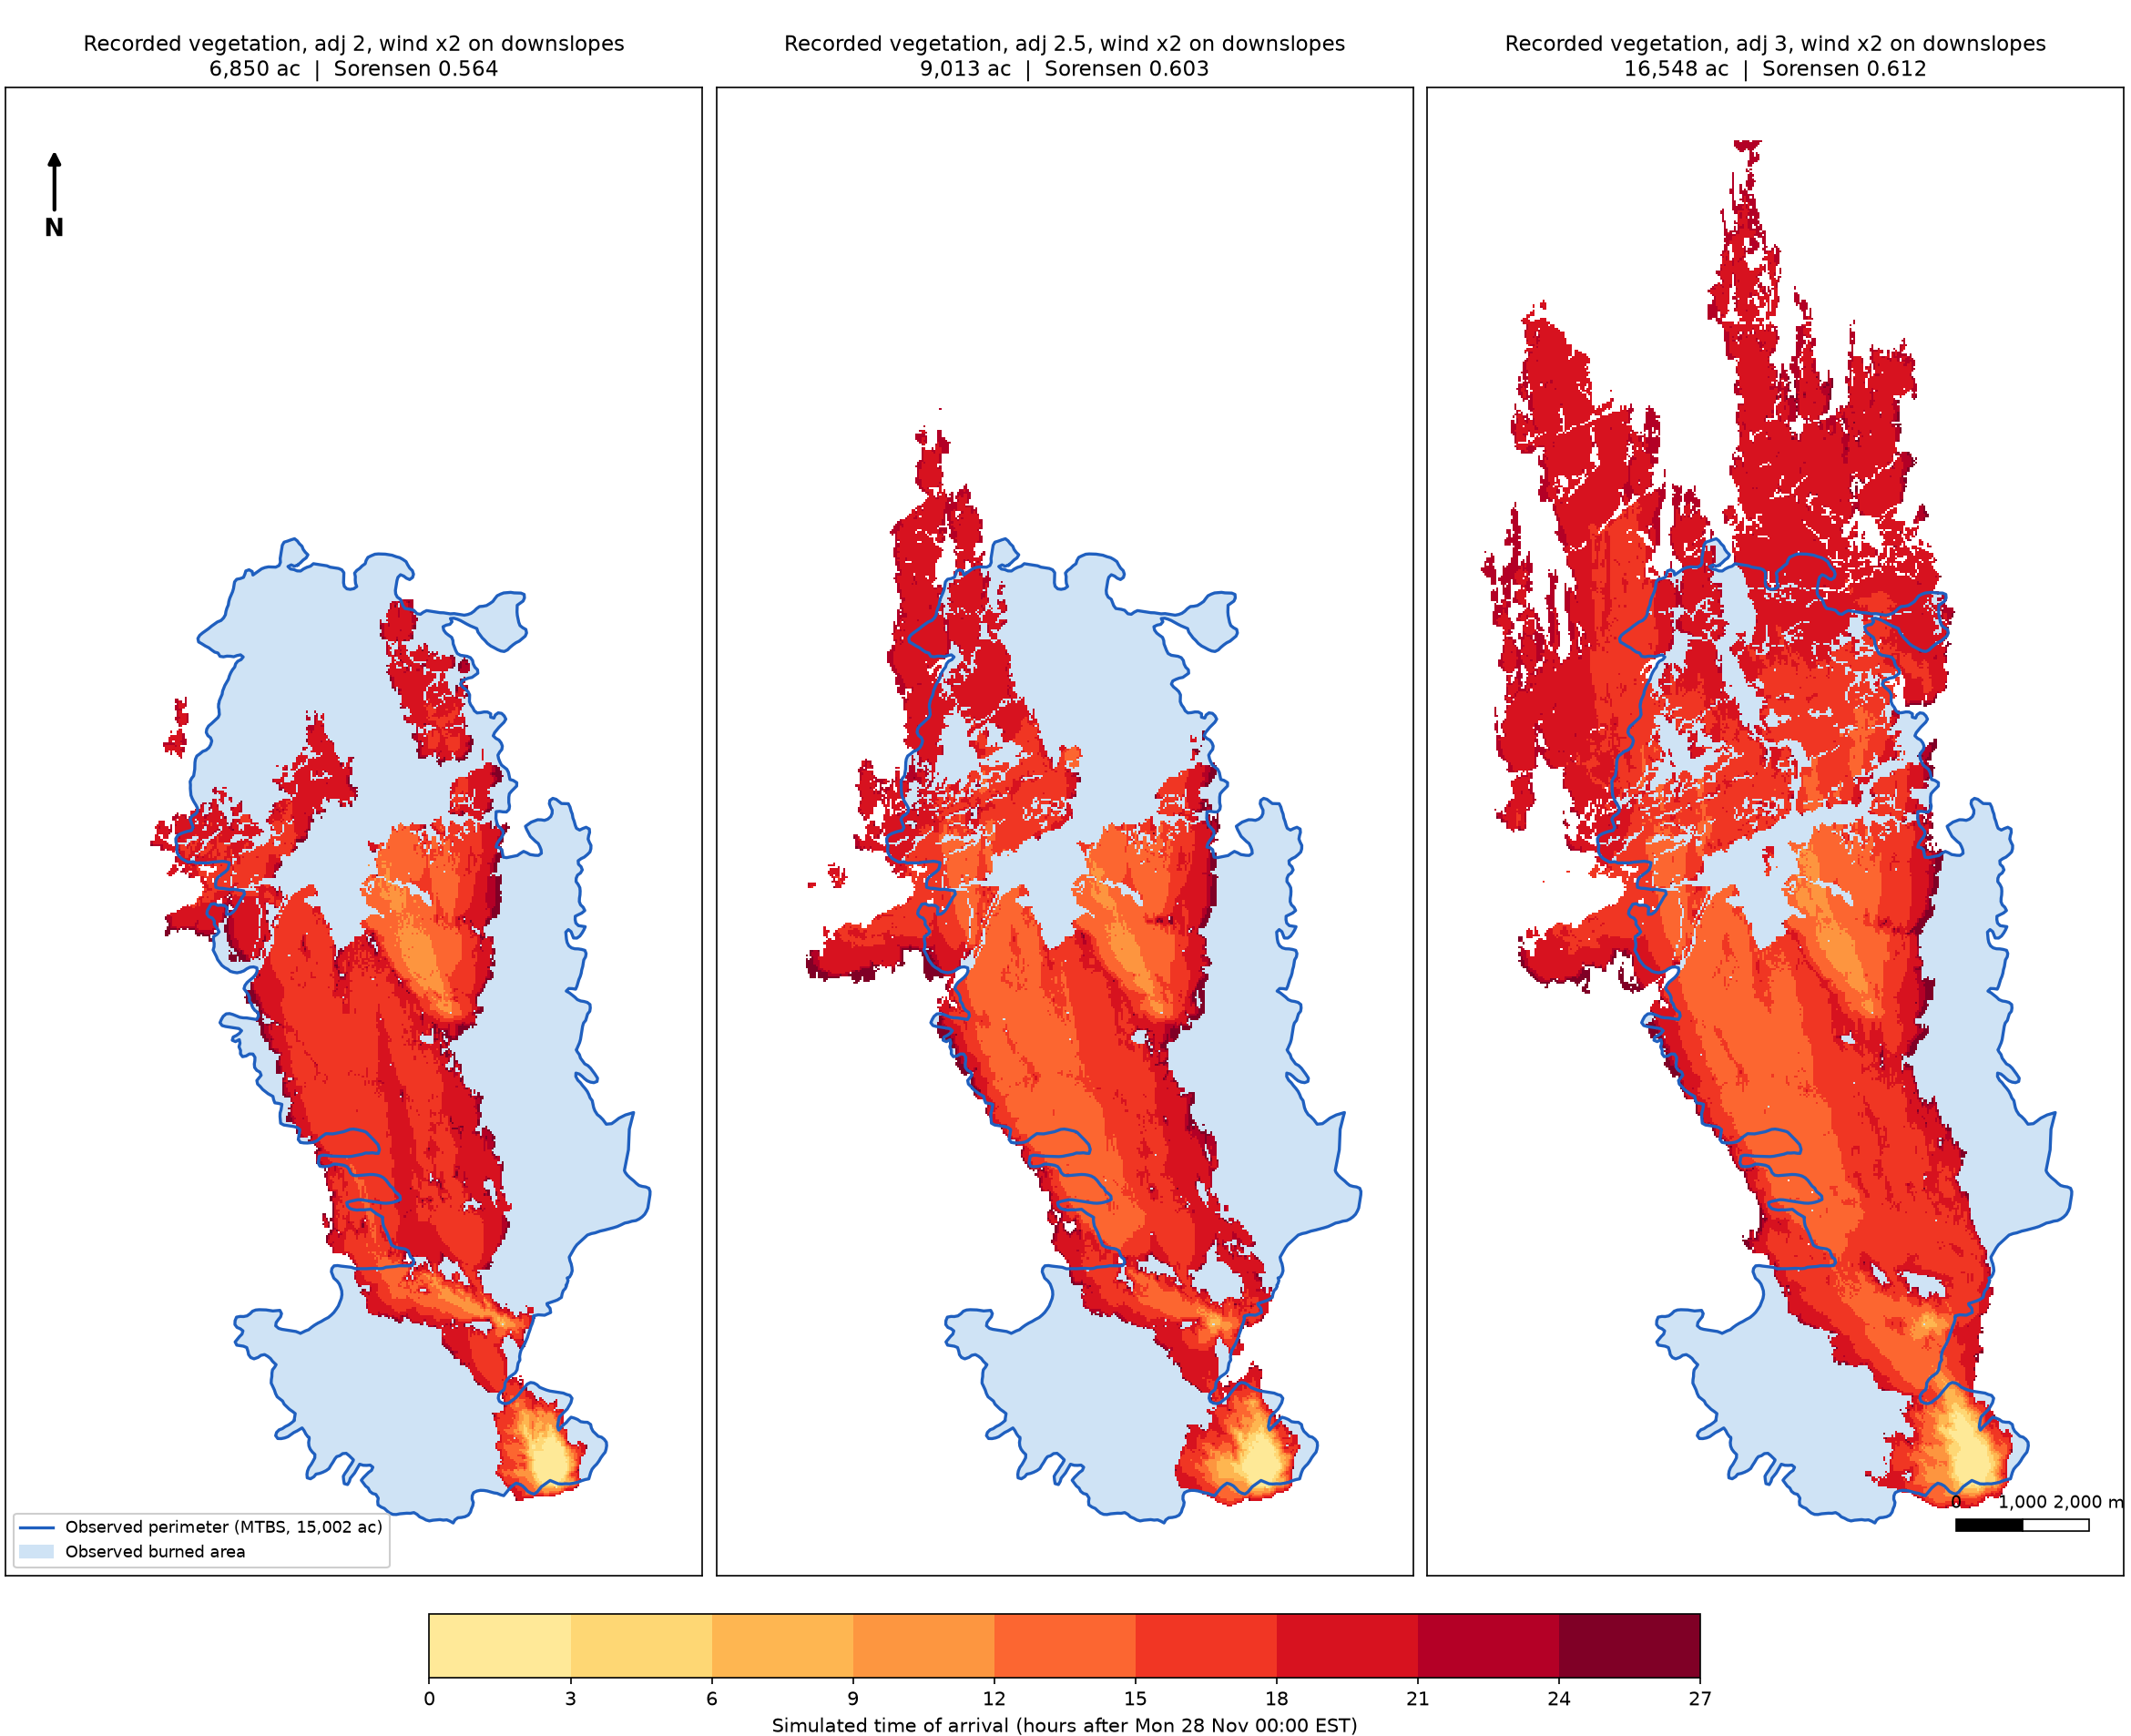 Recorded vegetation, adj 2, wind x2 on downslopes
6,850 ac | Sorensen 0.564
Recorded vegetation, adj 2.5, wind x2 on downslopes
9,013 ac | Sorensen 0.603
Recorded vegetation, adj 3, wind x2 on downslopes
16,548 ac | Sorensen 0.612
N
0 1,000 2,000 m
Observed perimeter (MTBS, 15,002 ac)
Observed burned area
0 3 6 9 12 15 18 21 24 27
Simulated time of arrival (hours after Mon 28 Nov 00:00 EST)